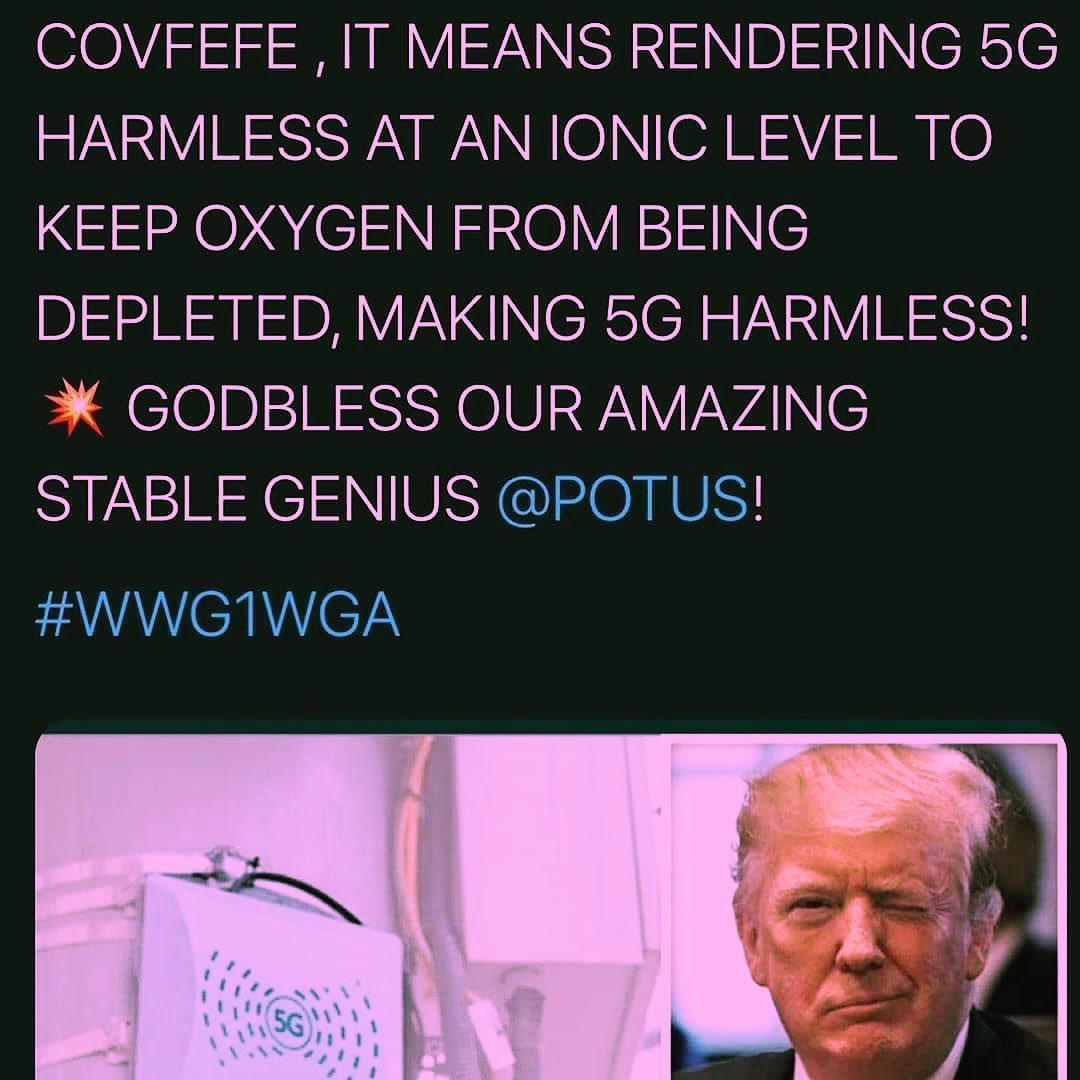 COVFEFE , IT MEANS RENDERING 5G
HARMLESS AT AN IONIC LEVEL TO
KEEP OXYGEN FROM BEING
DEPLETED, MAKING 5G HARMLESS!
💥 GODBLESS OUR AMAZING
STABLE GENIUS @POTUS!
#WWG1WGA
5G